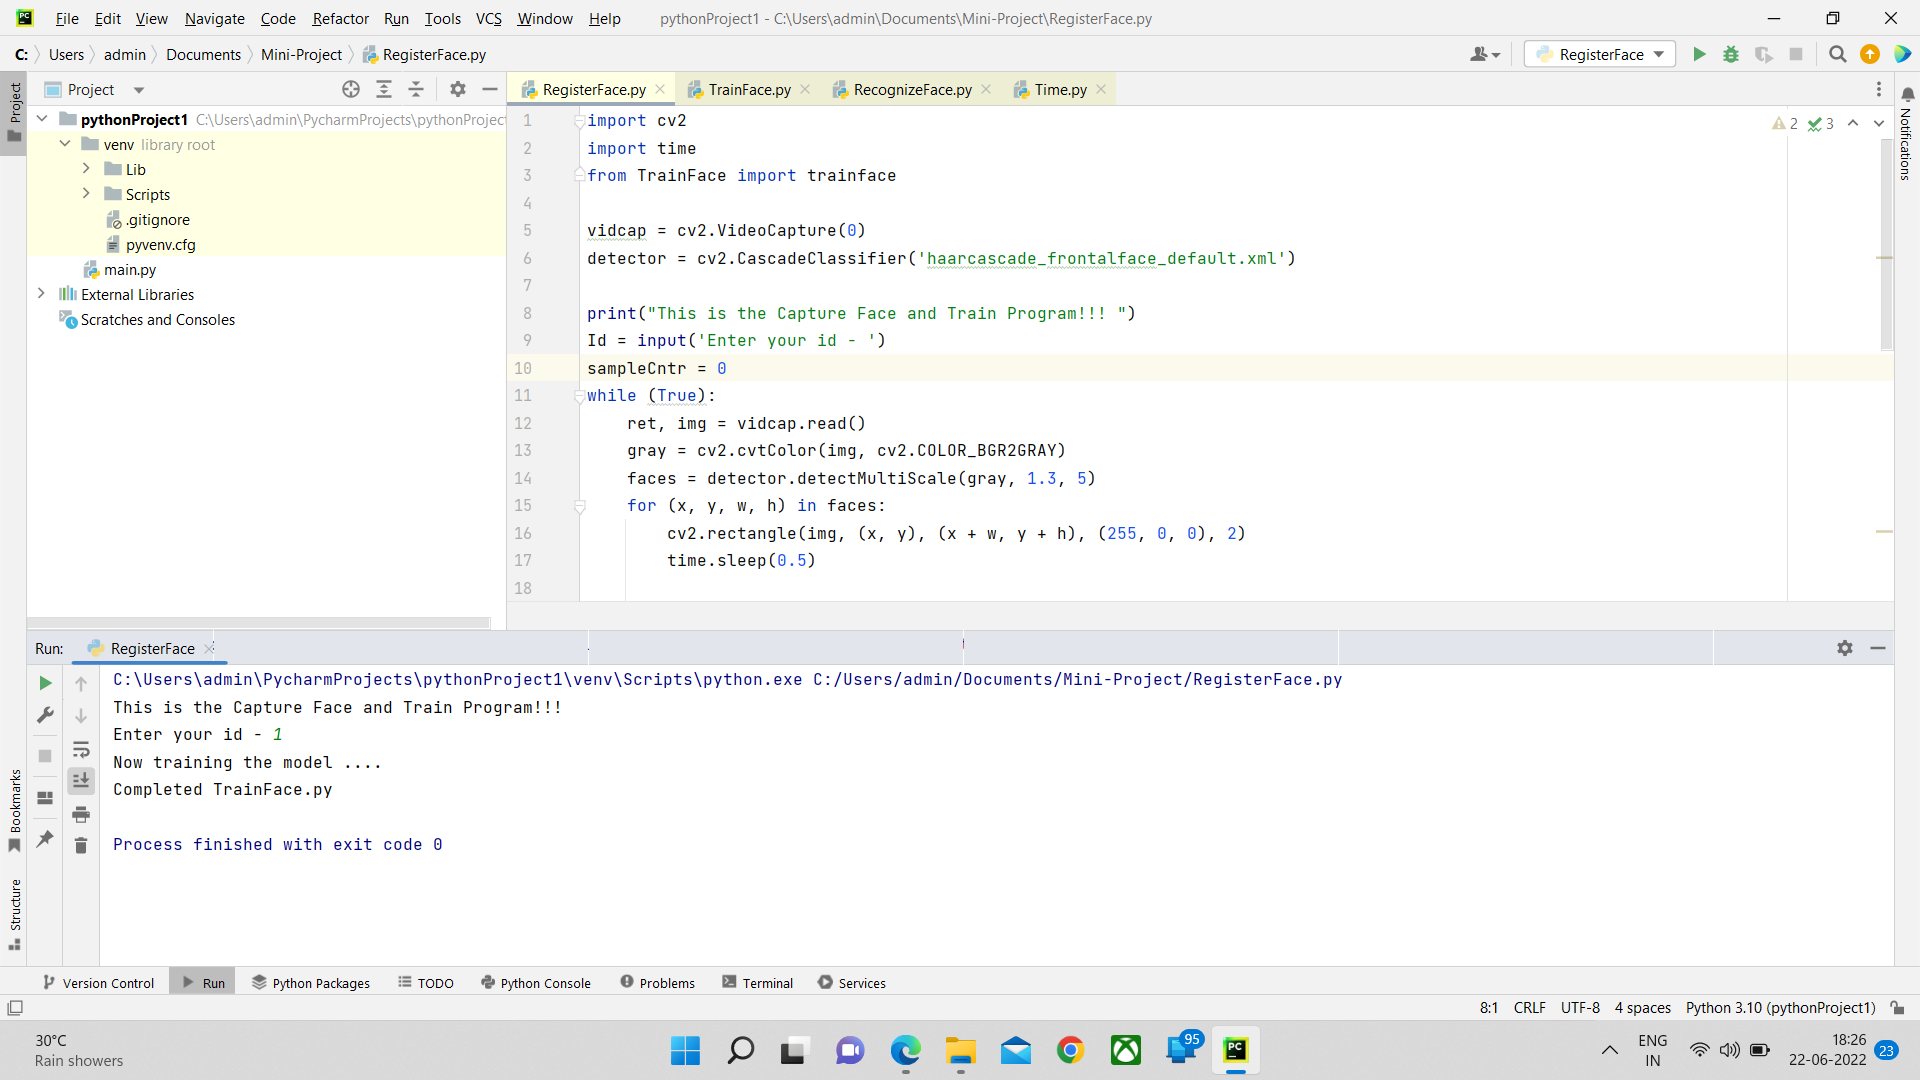 PC File Edit View Navigate Code Refactor Run Tools VCS Window Help pythonProject1 - C:\Users\admin\Documents\Mini-Project\RegisterFace.py
C: Users admin Documents Mini-Project RegisterFace.py RegisterFace
Project
Project RegisterFace.py TrainFace.py RecognizeFace.py Time.py
Notifications
pythonProject1 C:\Users\admin\PycharmProjects\pythonProject
venv library root
Lib
Scripts
.gitignore
pyvenv.cfg
main.py
External Libraries
Scratches and Consoles
2 3
1 import cv2
2 import time
3 from TrainFace import trainface
4
5 vidcap = cv2.VideoCapture(0)
6 detector = cv2.CascadeClassifier('haarcascade_frontalface_default.xml')
7
8 print("This is the Capture Face and Train Program!!! ")
9 Id = input('Enter your id - ')
10 sampleCntr = 0
11 while (True):
12 ret, img = vidcap.read()
13 gray = cv2.cvtColor(img, cv2.COLOR_BGR2GRAY)
14 faces = detector.detectMultiScale(gray, 1.3, 5)
15 for (x, y, w, h) in faces:
16 cv2.rectangle(img, (x, y), (x + w, y + h), (255, 0, 0), 2)
17 time.sleep(0.5)
18
Run: RegisterFace
C:\Users\admin\PycharmProjects\pythonProject1\venv\Scripts\python.exe C:/Users/admin/Documents/Mini-Project/RegisterFace.py
This is the Capture Face and Train Program!!!
Enter your id - 1
Now training the model ....
Completed TrainFace.py
Process finished with exit code 0
Bookmarks
Structure
Version Control Run Python Packages TODO Python Console Problems Terminal Services
8:1 CRLF UTF-8 4 spaces Python 3.10 (pythonProject1)
30°C
Rain showers
95
PC
ENG
IN
18:26
22-06-2022
23